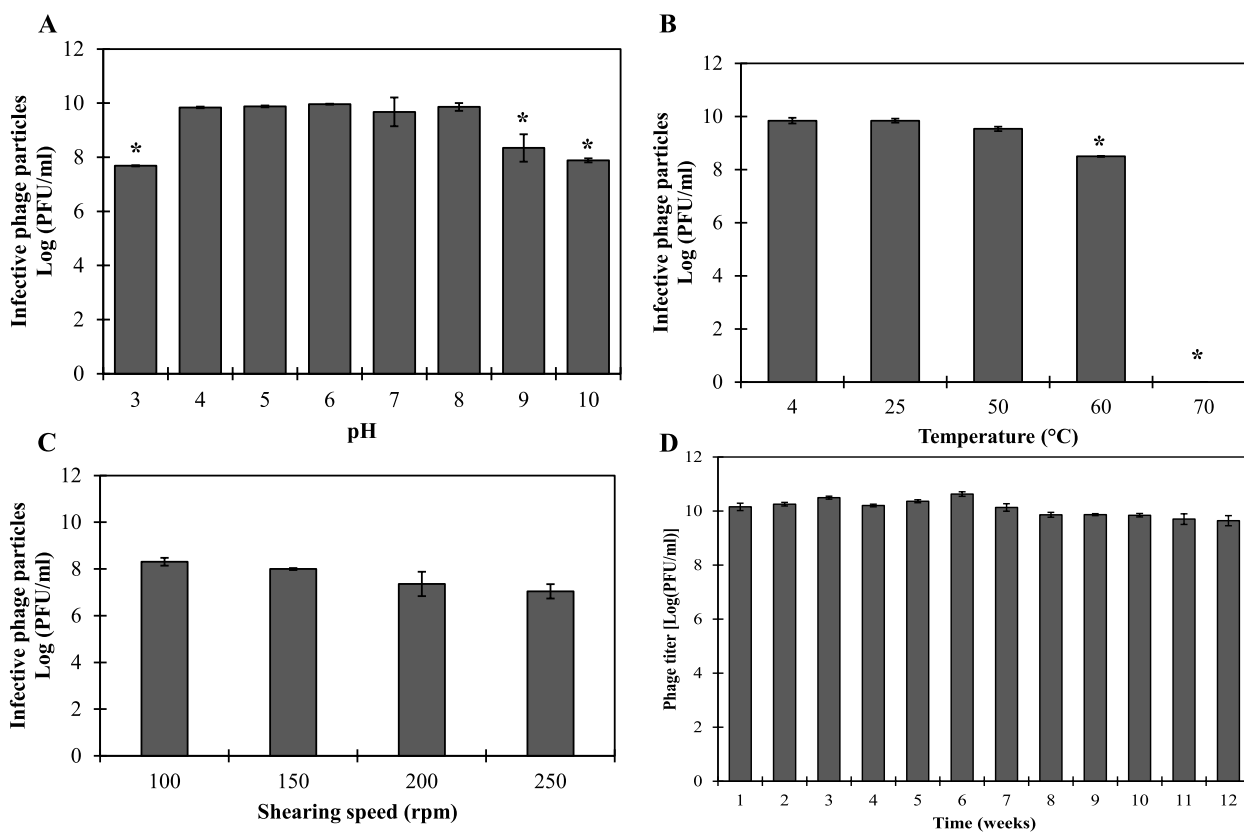 A
Infective phage particles
Log (PFU/ml)
12
10
8
6
4
2
0
*
*
*
3 4 5 6 7 8 9 10
pH
B
Infective phage particles
Log (PFU/ml)
12
10
8
6
4
2
0
*
*
4 25 50 60 70
Temperature (°C)
C
Infective phage particles
Log (PFU/ml)
12
10
8
6
4
2
0
100 150 200 250
Shearing speed (rpm)
D
Phage titer [Log(PFU/ml)]
12
10
8
6
4
2
0
1 2 3 4 5 6 7 8 9 10 11 12
Time (weeks)